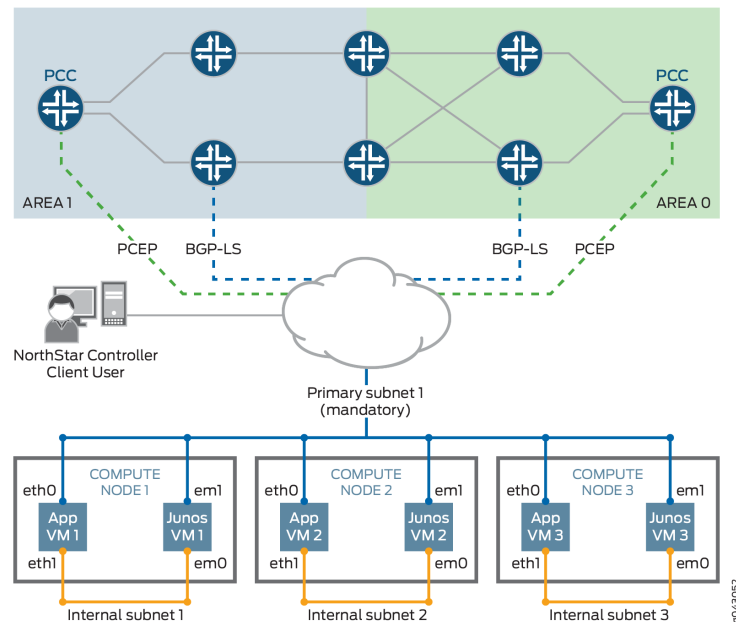 PCC
PCC
AREA 1
AREA 0
PCEP
BGP-LS
BGP-LS
PCEP
NorthStar Controller
Client User
Primary subnet 1
(mandatory)
COMPUTE
NODE 1
COMPUTE
NODE 2
COMPUTE
NODE 3
eth0
em1
eth0
em1
eth0
em1
App
VM 1
Junos
VM 1
App
VM 2
Junos
VM 2
App
VM 3
Junos
VM 3
eth1
em0
eth1
em0
eth1
em0
Internal subnet 1
Internal subnet 2
Internal subnet 3
g043052